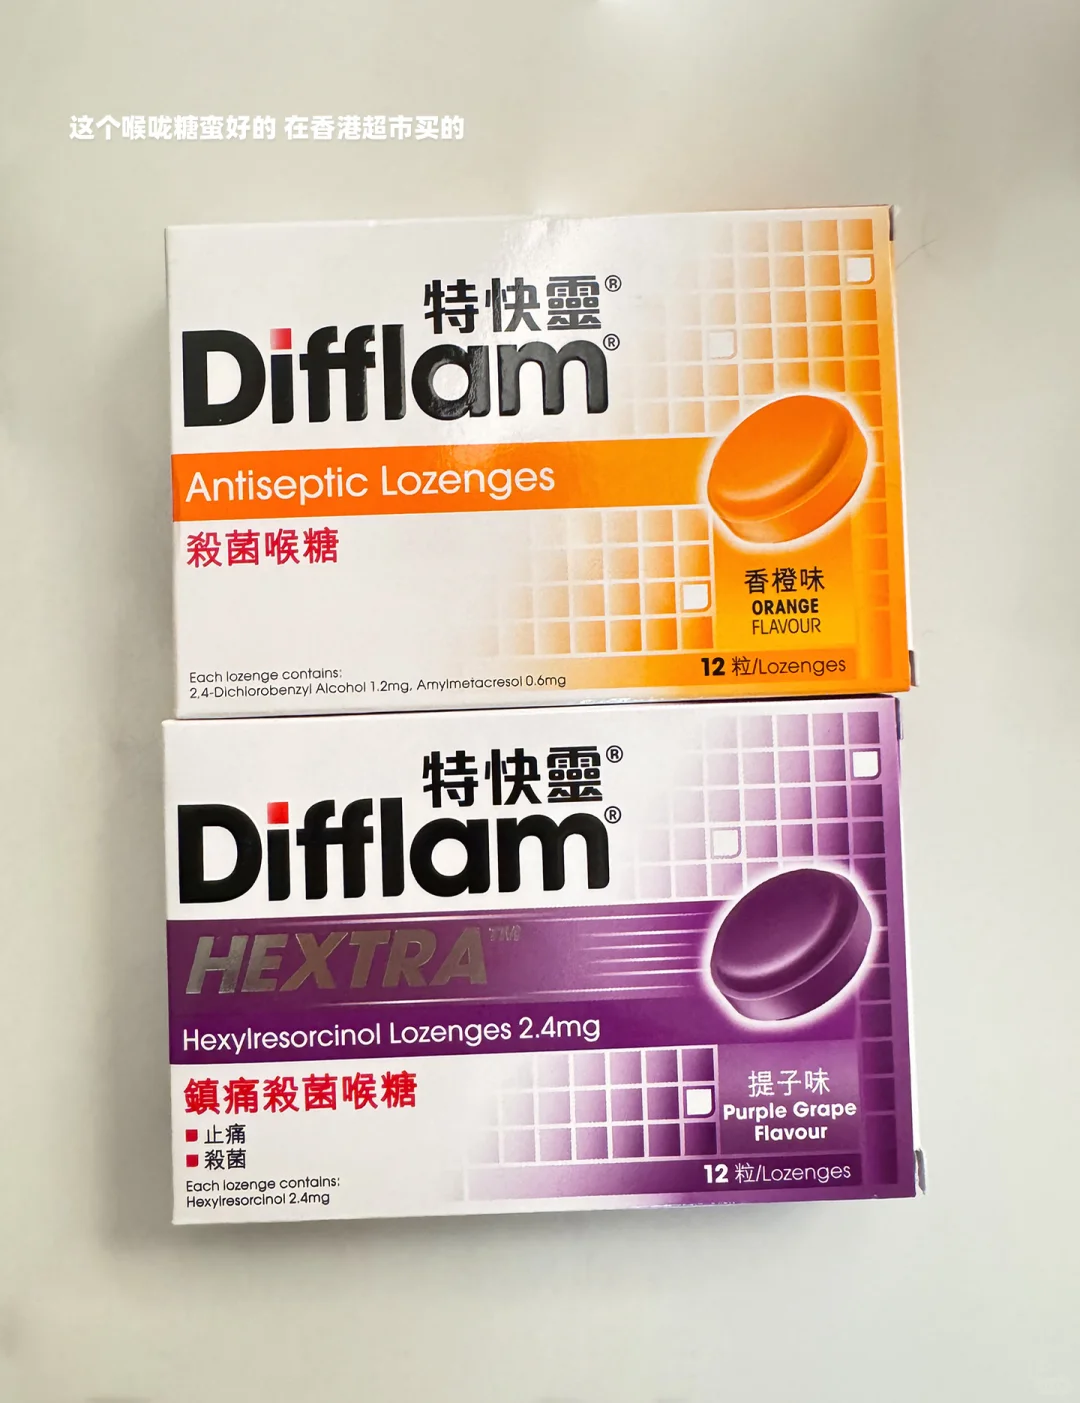 这个喉咙糖蛮好的 在香港超市买的
特快靈®
Difflam®
Antiseptic Lozenges
殺菌喉糖
香橙味
ORANGE
FLAVOUR
Each lozenge contains:
2,4-Dichlorobenzyl Alcohol 1.2mg, Amylmetacresol 0.6mg
12 粒/Lozenges
特快靈®
Difflam®
HEXTRA™
Hexylresorcinol Lozenges 2.4mg
鎮痛殺菌喉糖
止痛
殺菌
提子味
Purple Grape
Flavour
Each lozenge contains:
Hexylresorcinol 2.4mg
12 粒/Lozenges